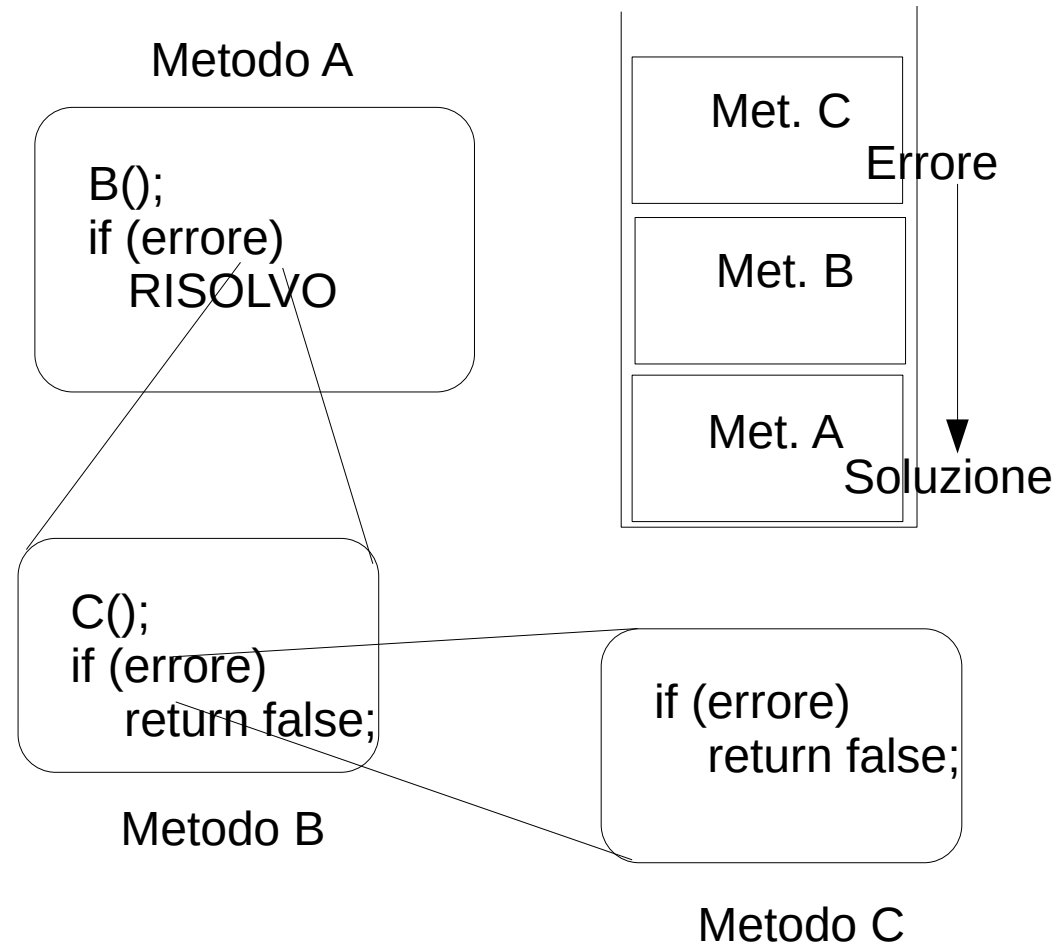 Metodo A
B();
if (errore)
RISOLVO
Met. C
Errore
Met. B
Met. A
Soluzione
C();
if (errore)
return false;
Metodo B
if (errore)
return false;
Metodo C